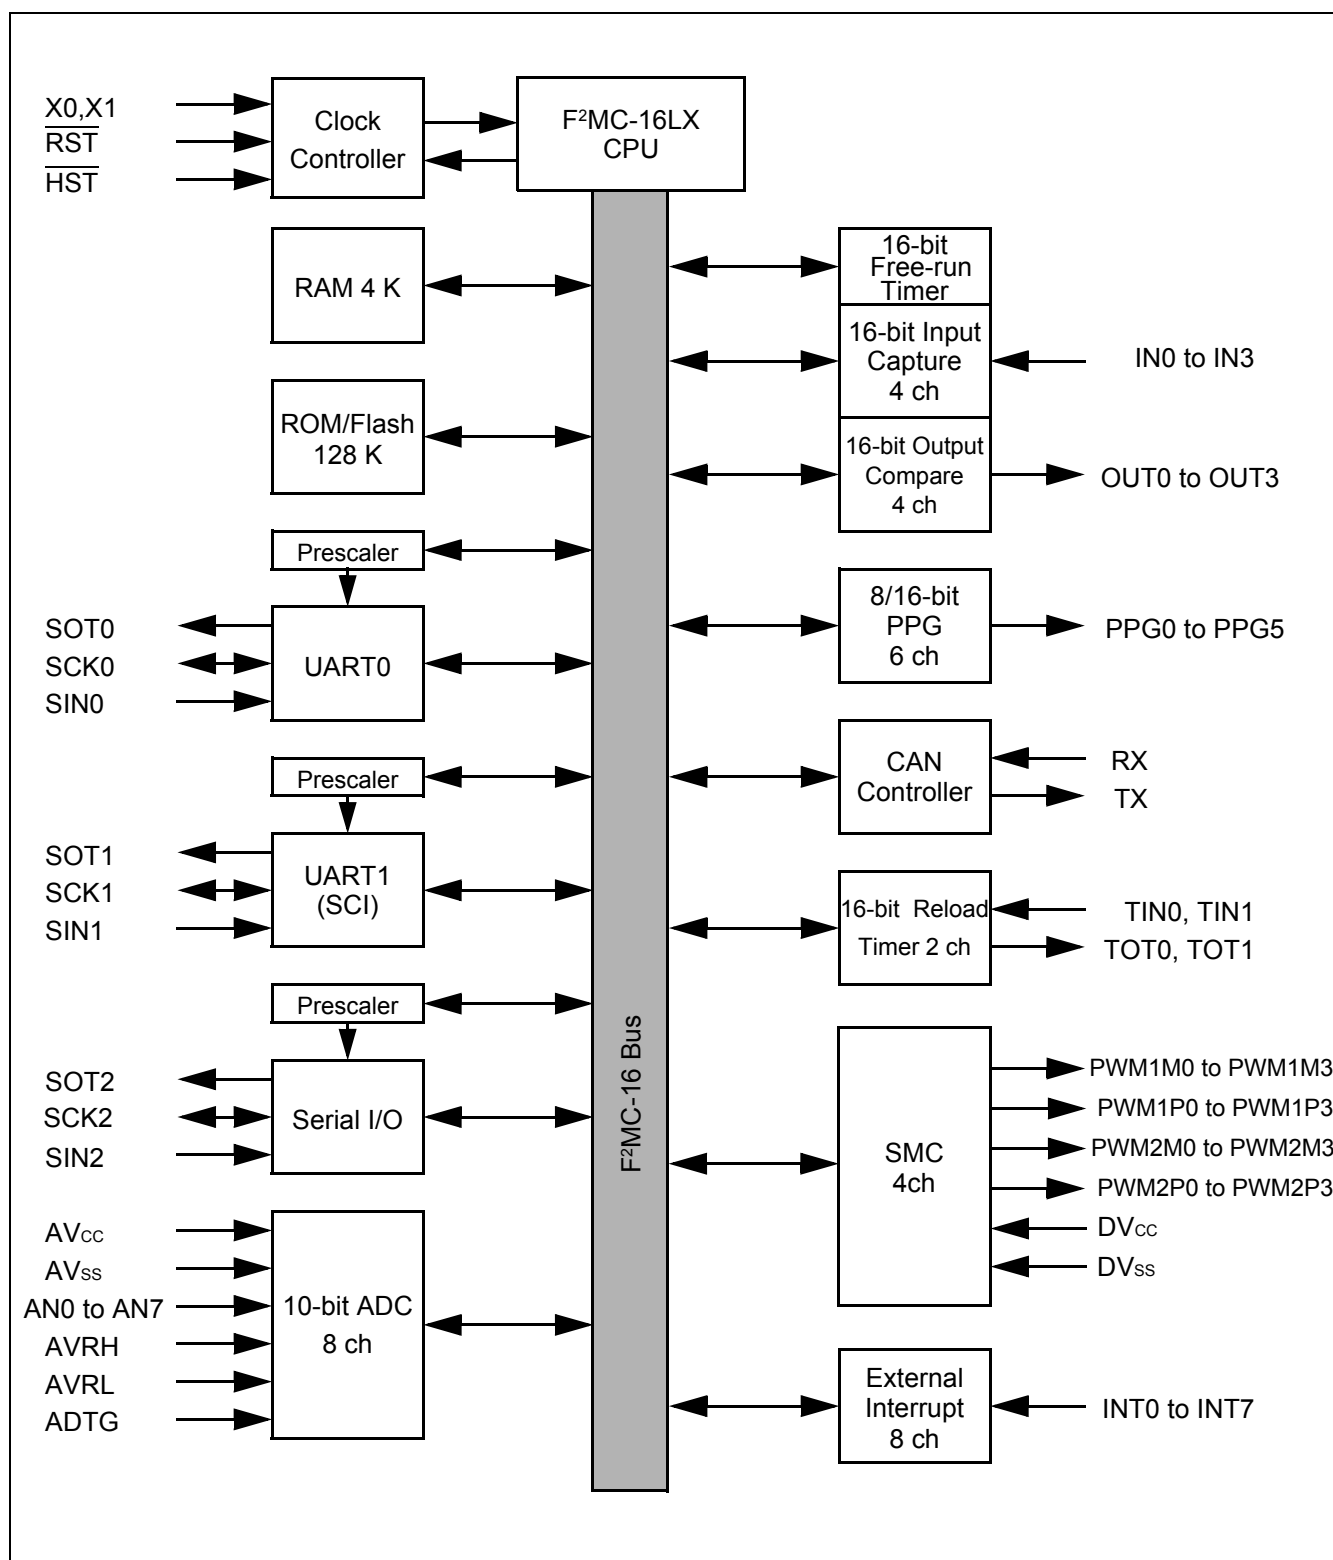 X0,X1
RST
HST
Clock
Controller
F²MC-16LX
CPU
RAM 4 K
ROM/Flash
128 K
Prescaler
SOT0
SCK0
SIN0
UART0
Prescaler
SOT1
SCK1
SIN1
UART1
(SCI)
Prescaler
SOT2
SCK2
SIN2
Serial I/O
AVCC
AVSS
AN0 to AN7
AVRH
AVRL
ADTG
10-bit ADC
8 ch
F²MC-16 Bus
16-bit
Free-run
Timer
16-bit Input
Capture
4 ch
IN0 to IN3
16-bit Output
Compare
4 ch
OUT0 to OUT3
8/16-bit
PPG
6 ch
PPG0 to PPG5
CAN
Controller
RX
TX
16-bit Reload
Timer 2 ch
TIN0, TIN1
TOT0, TOT1
SMC
4ch
PWM1M0 to PWM1M3
PWM1P0 to PWM1P3
PWM2M0 to PWM2M3
PWM2P0 to PWM2P3
DVCC
DVSS
External
Interrupt
8 ch
INT0 to INT7